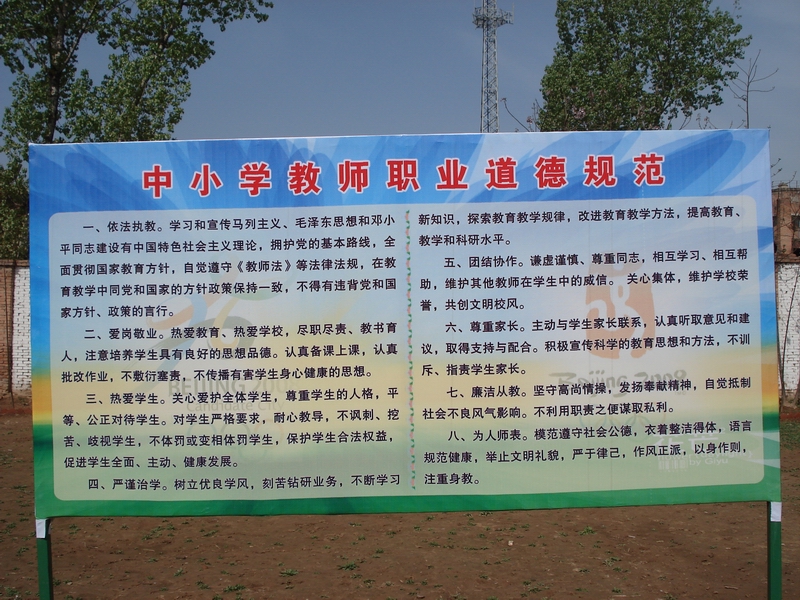 中小学教师职业道德规范
一、依法执教。学习和宣传马列主义、毛泽东思想和邓小
平同志建设有中国特色社会主义理论，拥护党的基本路线，全
面贯彻国家教育方针，自觉遵守《教师法》等法律法规，在教
育教学中同党和国家的方针政策保持一致，不得有违背党和国
家方针、政策的言行。
二、爱岗敬业。热爱教育、热爱学校，尽职尽责、教书育
人，注意培养学生具有良好的思想品德。认真备课上课，认真
批改作业，不敷衍塞责，不传播有害学生身心健康的思想。
三、热爱学生。关心爱护全体学生，尊重学生的人格，平
等、公正对待学生。对学生严格要求，耐心教导，不讽刺、挖
苦、歧视学生，不体罚或变相体罚学生，保护学生合法权益，
促进学生全面、主动、健康发展。
四、严谨治学。树立优良学风，刻苦钻研业务，不断学习
新知识，探索教育教学规律，改进教育教学方法，提高教育、
教学和科研水平。
五、团结协作。谦虚谨慎、尊重同志，相互学习、相互帮
助，维护其他教师在学生中的威信。关心集体，维护学校荣
誉，共创文明校风。
六、尊重家长。主动与学生家长联系，认真听取意见和建
议，取得支持与配合。积极宣传科学的教育思想和方法，不训
斥、指责学生家长。
七、廉洁从教。坚守高尚情操，发扬奉献精神，自觉抵制
社会不良风气影响。不利用职责之便谋取私利。
八、为人师表。模范遵守社会公德，衣着整洁得体，语言
规范健康，举止文明礼貌，严于律己，作风正派，以身作则，
注重身教。
BEIJING 2008
Candidate City
Beijing 2008